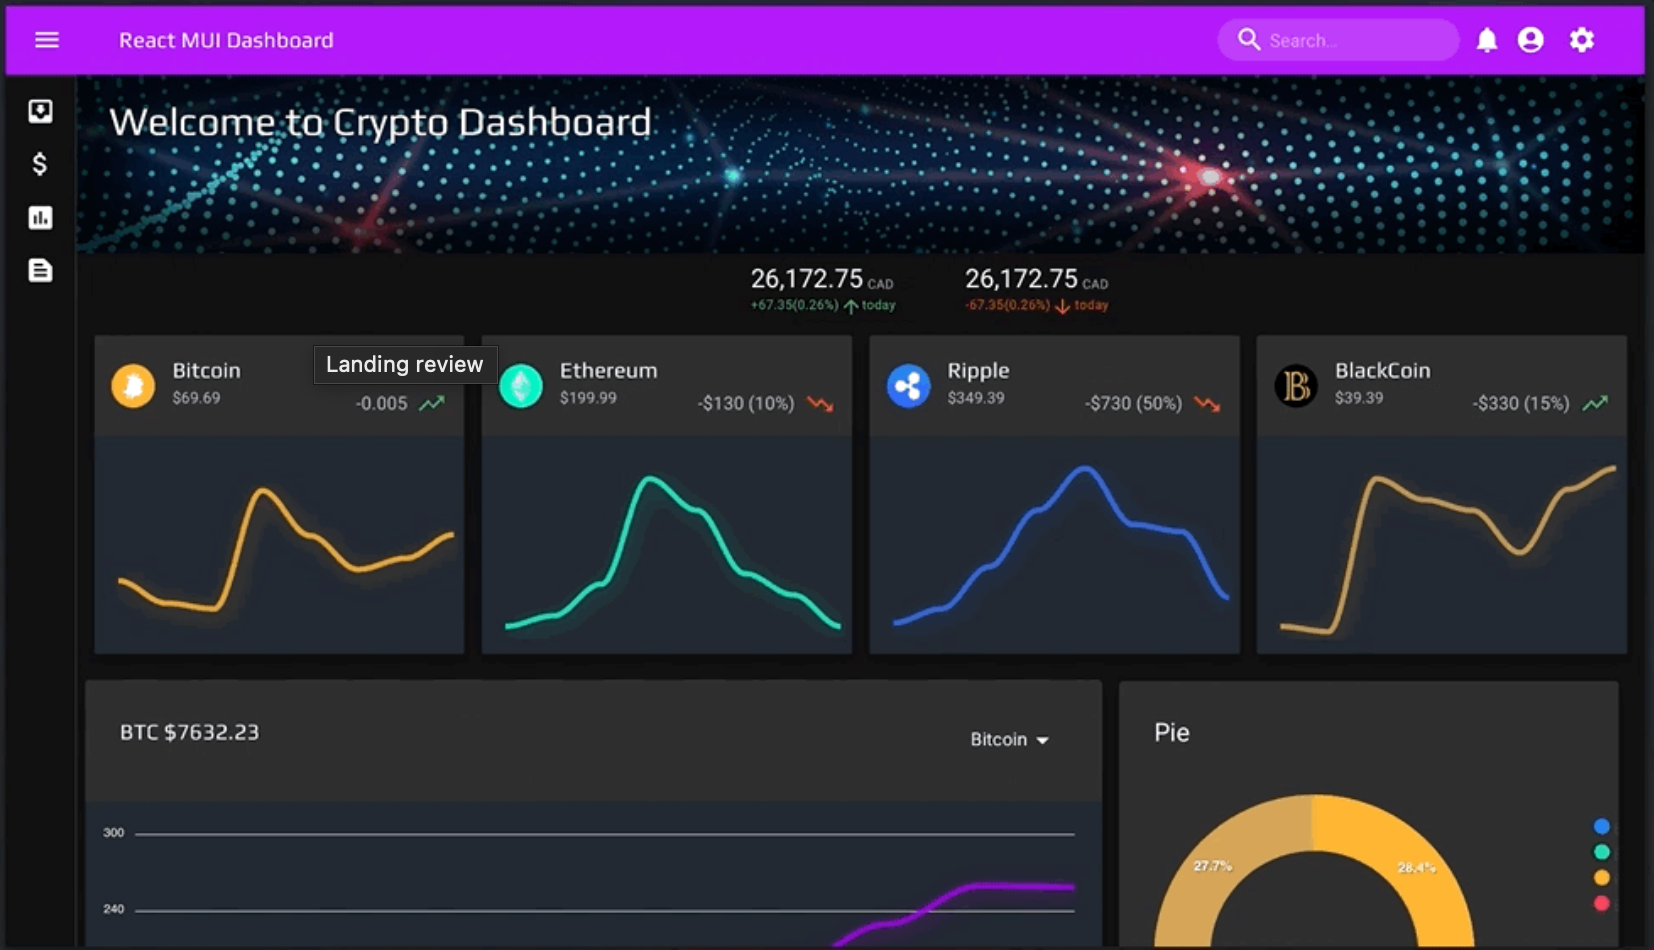 React MUI Dashboard
Search...
Welcome to Crypto Dashboard
26,172.75 CAD
+67.35(0.26%) today
26,172.75 CAD
-67.35(0.26%) today
Bitcoin
$69.69
-0.005
Landing review
Ethereum
$199.99
-$130 (10%)
Ripple
$349.39
-$730 (50%)
BlackCoin
$39.39
-$330 (15%)
BTC $7632.23
Bitcoin
300
240
Pie
27.7%
28.4%